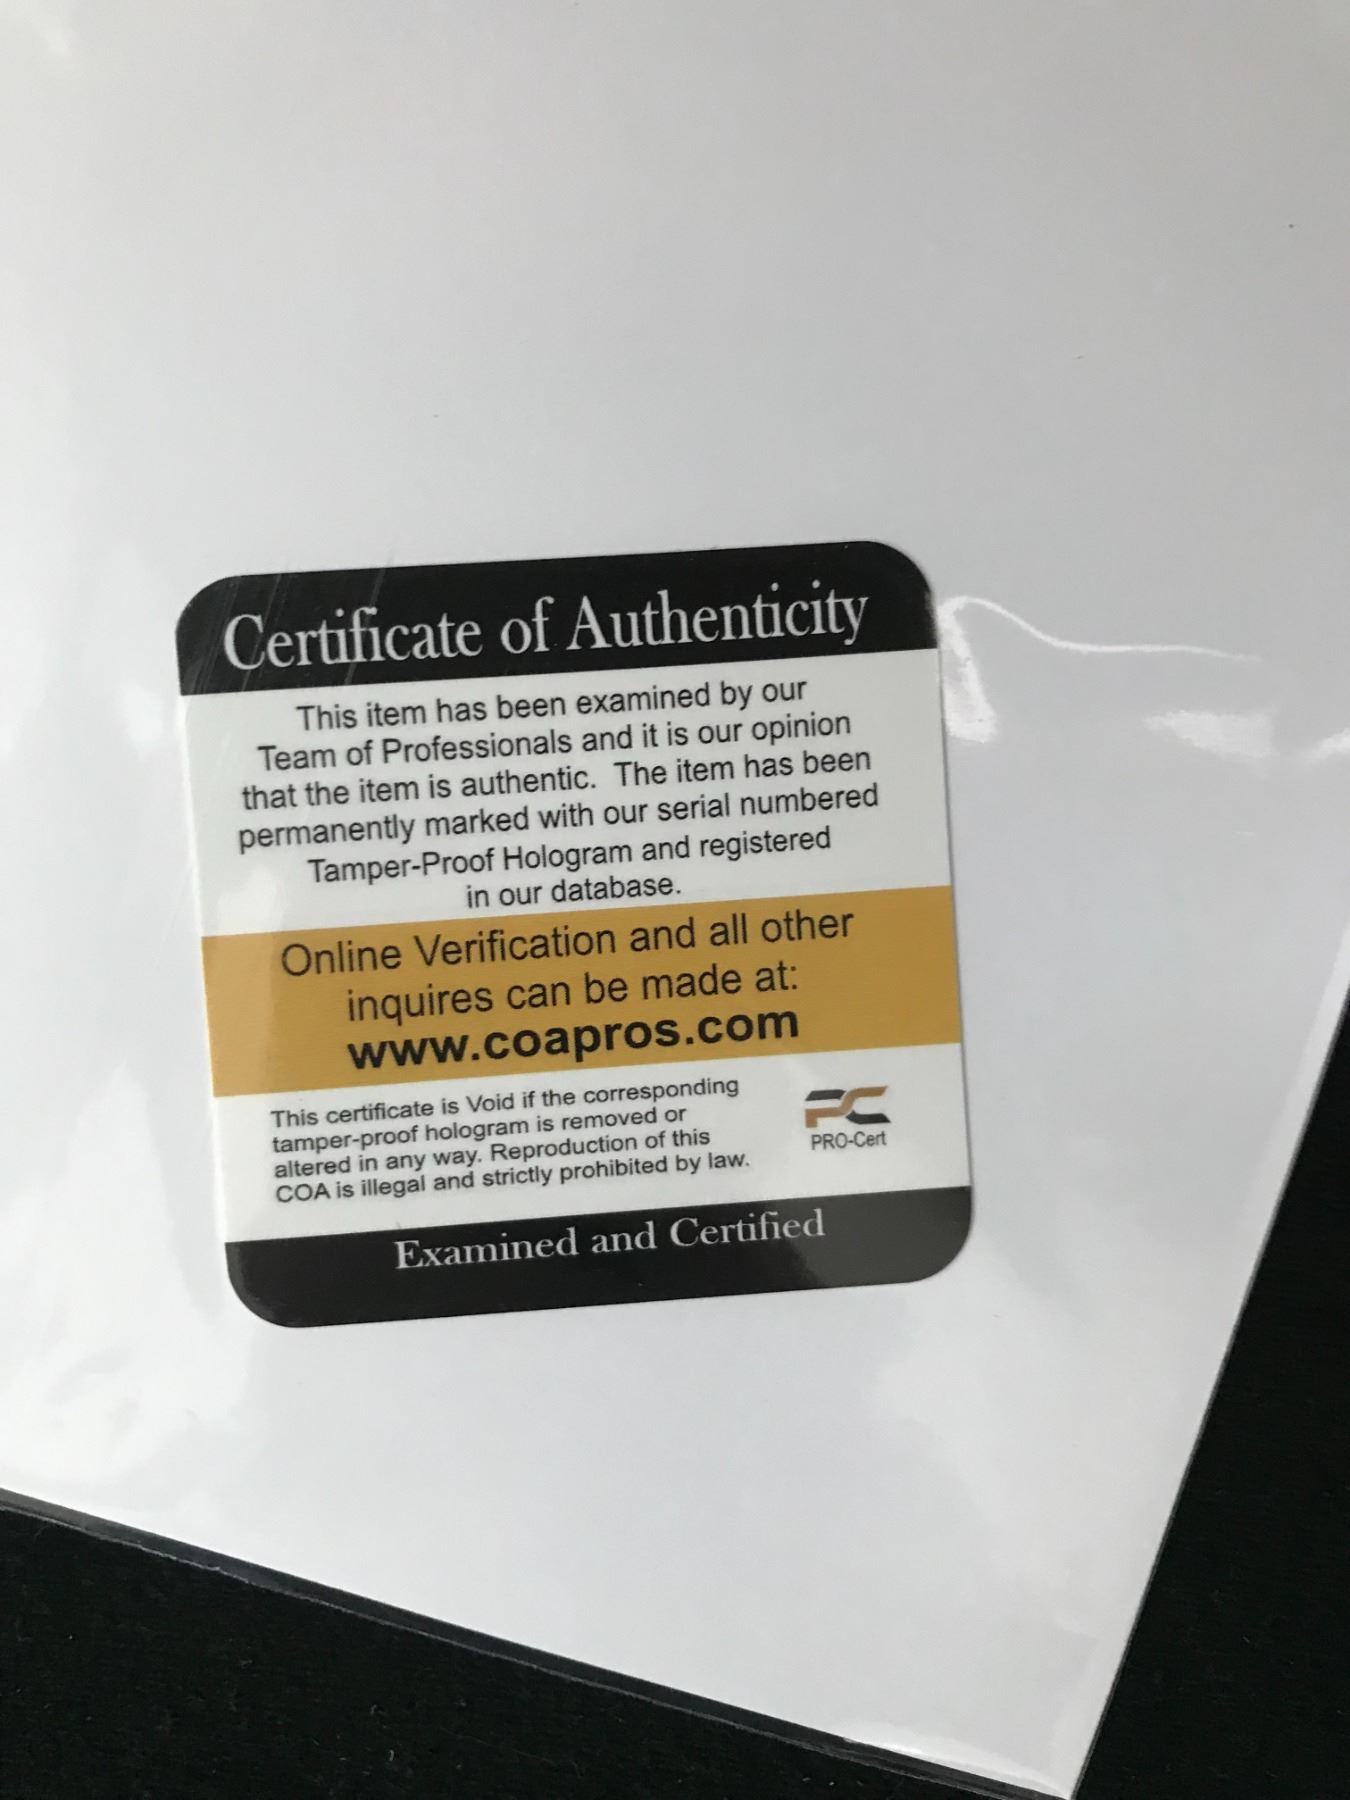 Certificate of Authenticity
This item has been examined by our
Team of Professionals and it is our opinion
that the item is authentic. The item has been
permanently marked with our serial numbered
Tamper-Proof Hologram and registered
in our database.
Online Verification and all other
inquires can be made at:
www.coapros.com
This certificate is Void if the corresponding
tamper-proof hologram is removed or
altered in any way. Reproduction of this
COA is illegal and strictly prohibited by law.
PC
PRO-Cert
Examined and Certified